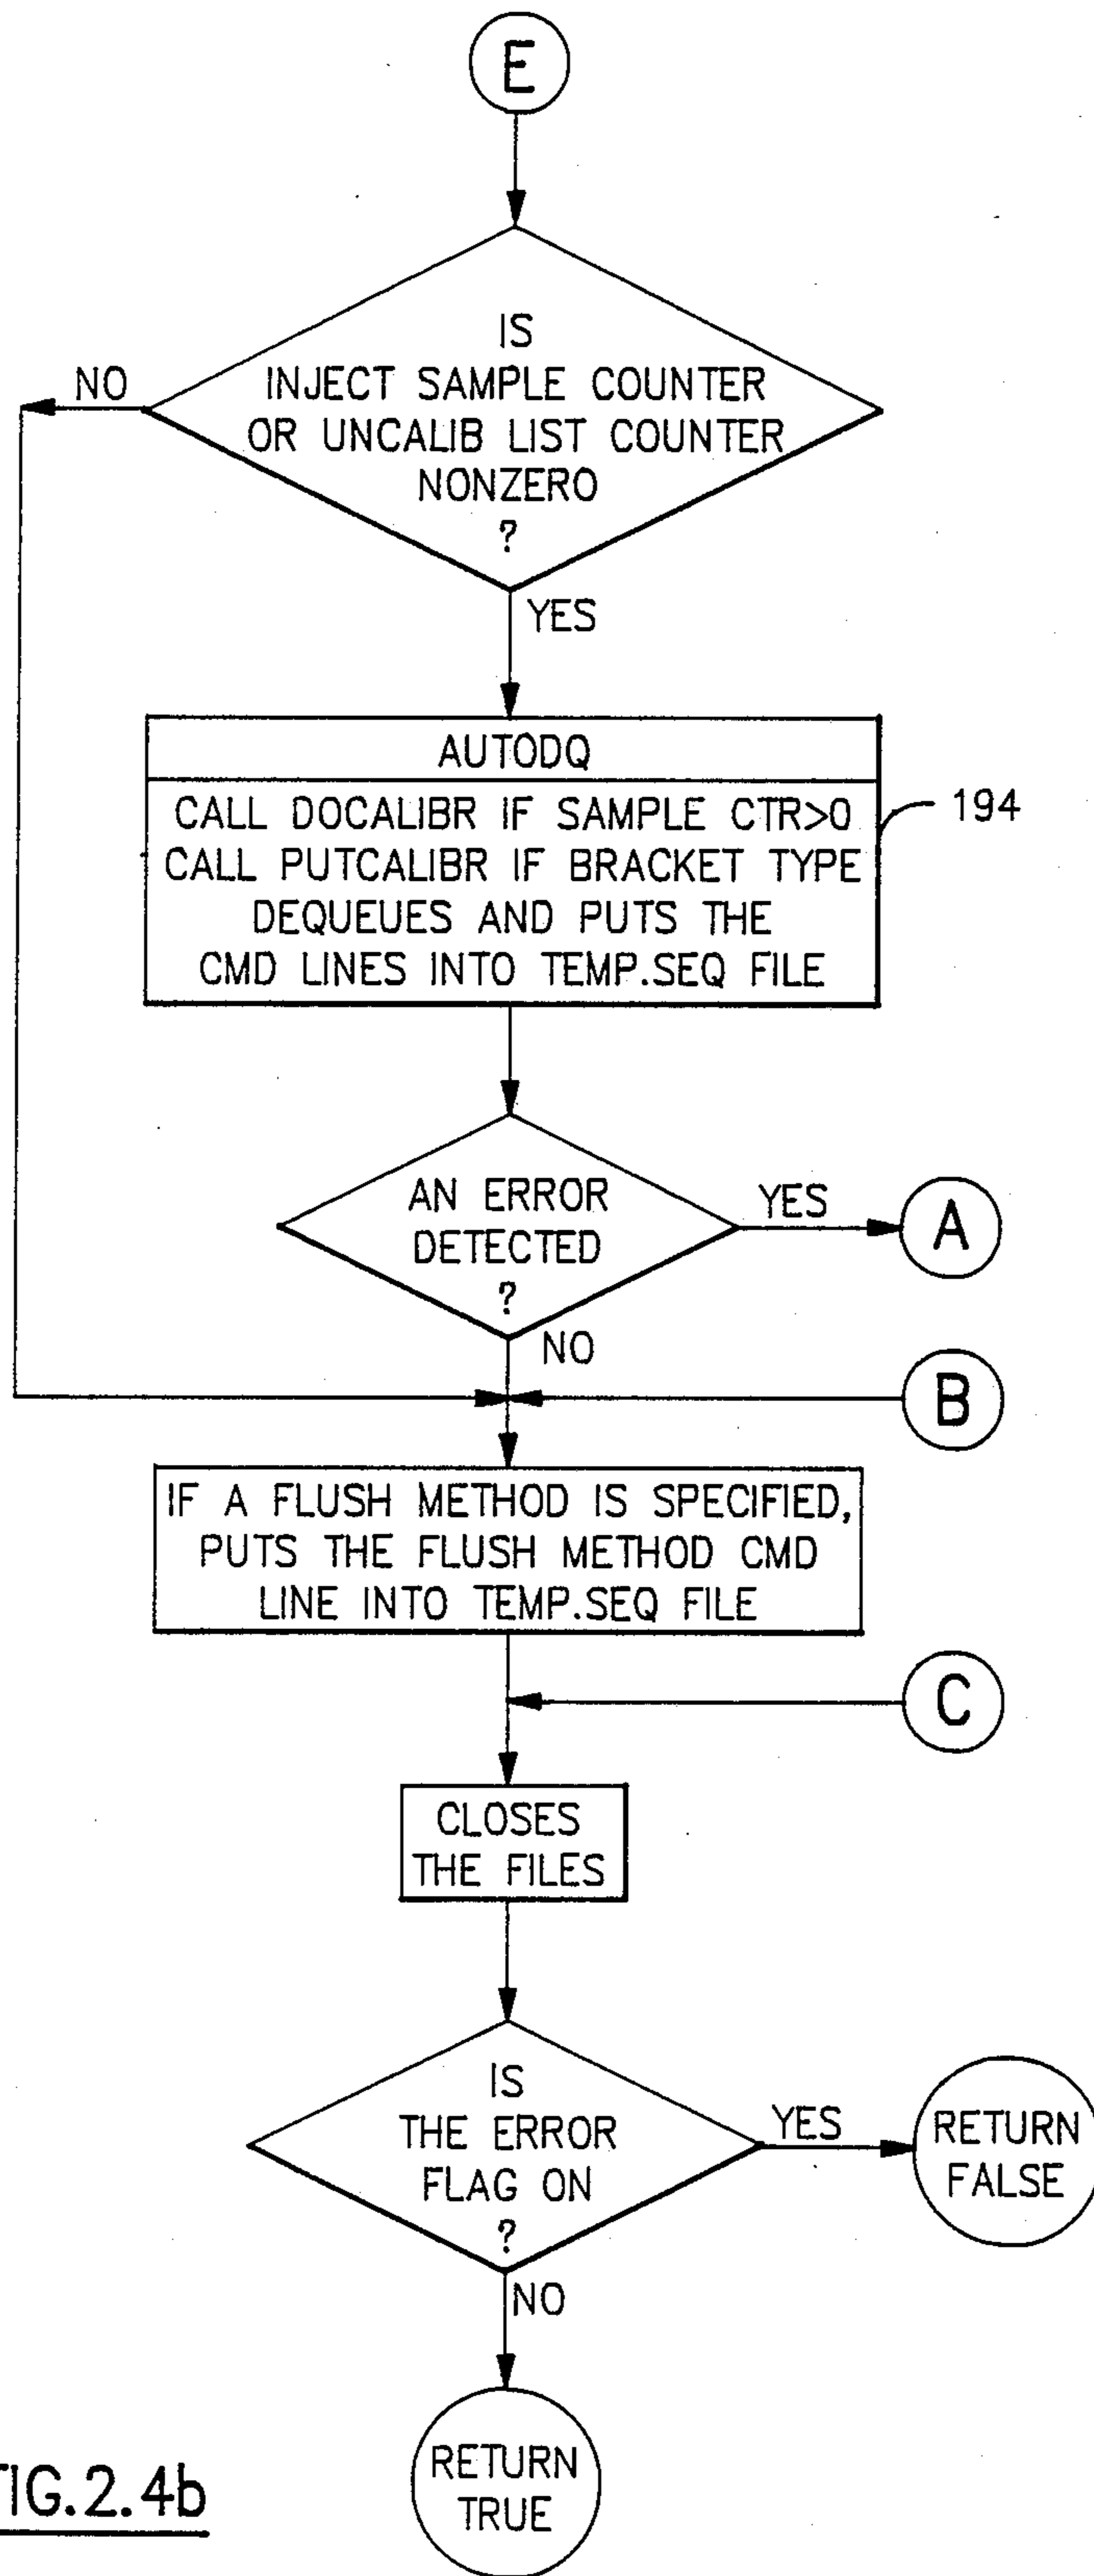 E
IS
INJECT SAMPLE COUNTER
OR UNCALIB LIST COUNTER
NONZERO
?
NO
YES
AUTODQ
CALL DOCALIBR IF SAMPLE CTR>0
CALL PUTCALIBR IF BRACKET TYPE
DEQUEUES AND PUTS THE
CMD LINES INTO TEMP.SEQ FILE
194
AN ERROR
DETECTED
?
YES
A
NO
B
IF A FLUSH METHOD IS SPECIFIED,
PUTS THE FLUSH METHOD CMD
LINE INTO TEMP.SEQ FILE
C
CLOSES
THE FILES
IS
THE ERROR
FLAG ON
?
YES
RETURN
FALSE
NO
RETURN
TRUE
FIG.2.4b